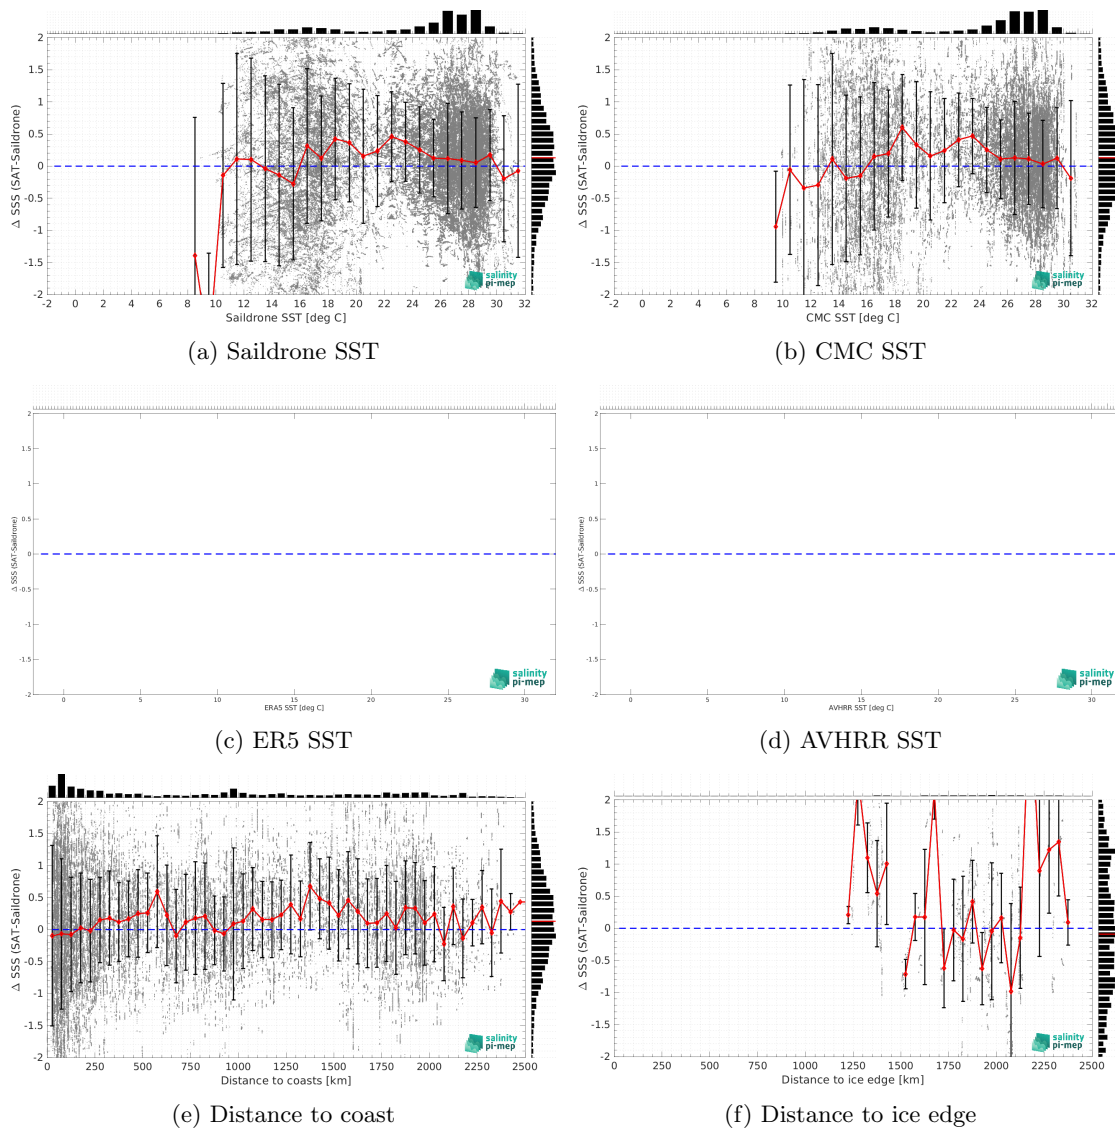 2
1.5
1
0.5
0
-0.5
-1
-1.5
-2
Δ SSS (SAT-Saildrone)
-2 0 2 4 6 8 10 12 14 16 18 20 22 24 26 28 30 32
Saildrone SST [deg C]
salinity
pi-mep
(a) Saildrone SST
2
1.5
1
0.5
0
-0.5
-1
-1.5
-2
Δ SSS (SAT-Saildrone)
-2 0 2 4 6 8 10 12 14 16 18 20 22 24 26 28 30 32
CMC SST [deg C]
salinity
pi-mep
(b) CMC SST
2
1.5
1
0.5
0
-0.5
-1
-1.5
-2
Δ SSS (SAT-Saildrone)
0 5 10 15 20 25 30
ERA5 SST [deg C]
salinity
pi-mep
(c) ER5 SST
2
1.5
1
0.5
0
-0.5
-1
-1.5
-2
Δ SSS (SAT-Saildrone)
0 5 10 15 20 25 30
AVHRR SST [deg C]
salinity
pi-mep
(d) AVHRR SST
2
1.5
1
0.5
0
-0.5
-1
-1.5
-2
Δ SSS (SAT-Saildrone)
0 250 500 750 1000 1250 1500 1750 2000 2250 2500
Distance to coasts [km]
salinity
pi-mep
(e) Distance to coast
2
1.5
1
0.5
0
-0.5
-1
-1.5
-2
Δ SSS (SAT-Saildrone)
0 250 500 750 1000 1250 1500 1750 2000 2250 2500
Distance to ice edge [km]
salinity
pi-mep
(f) Distance to ice edge